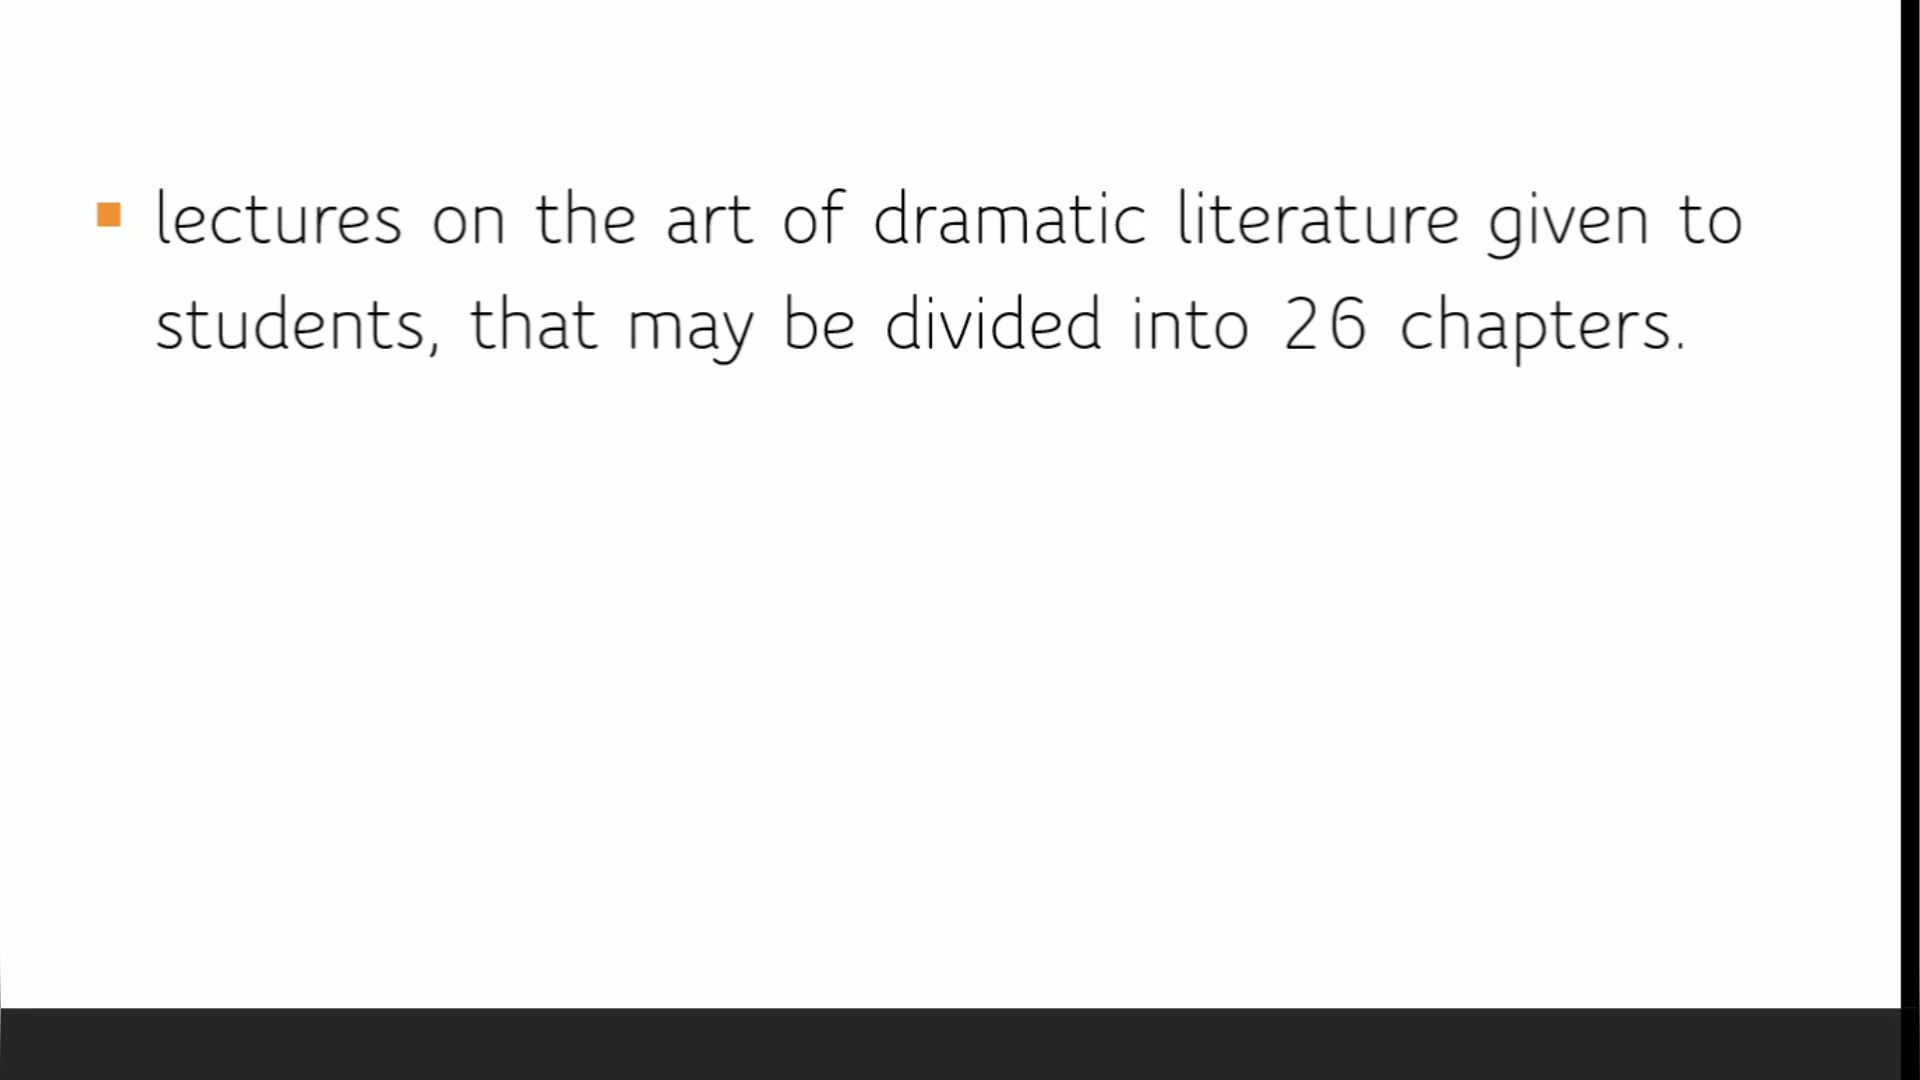 lectures on the art of dramatic literature given to
students, that may be divided into 26 chapters.